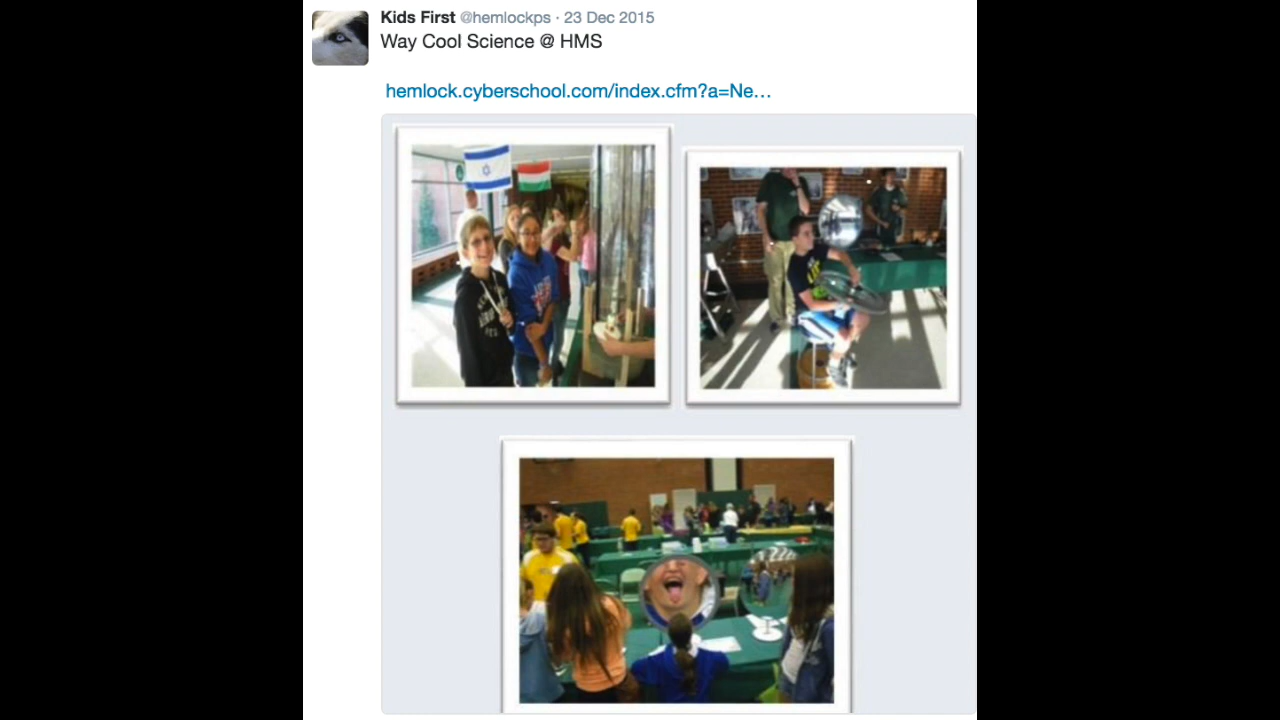 Kids First @hemlockps · 23 Dec 2015
Way Cool Science @ HMS
hemlock.cyberschool.com/index.cfm?a=Ne…